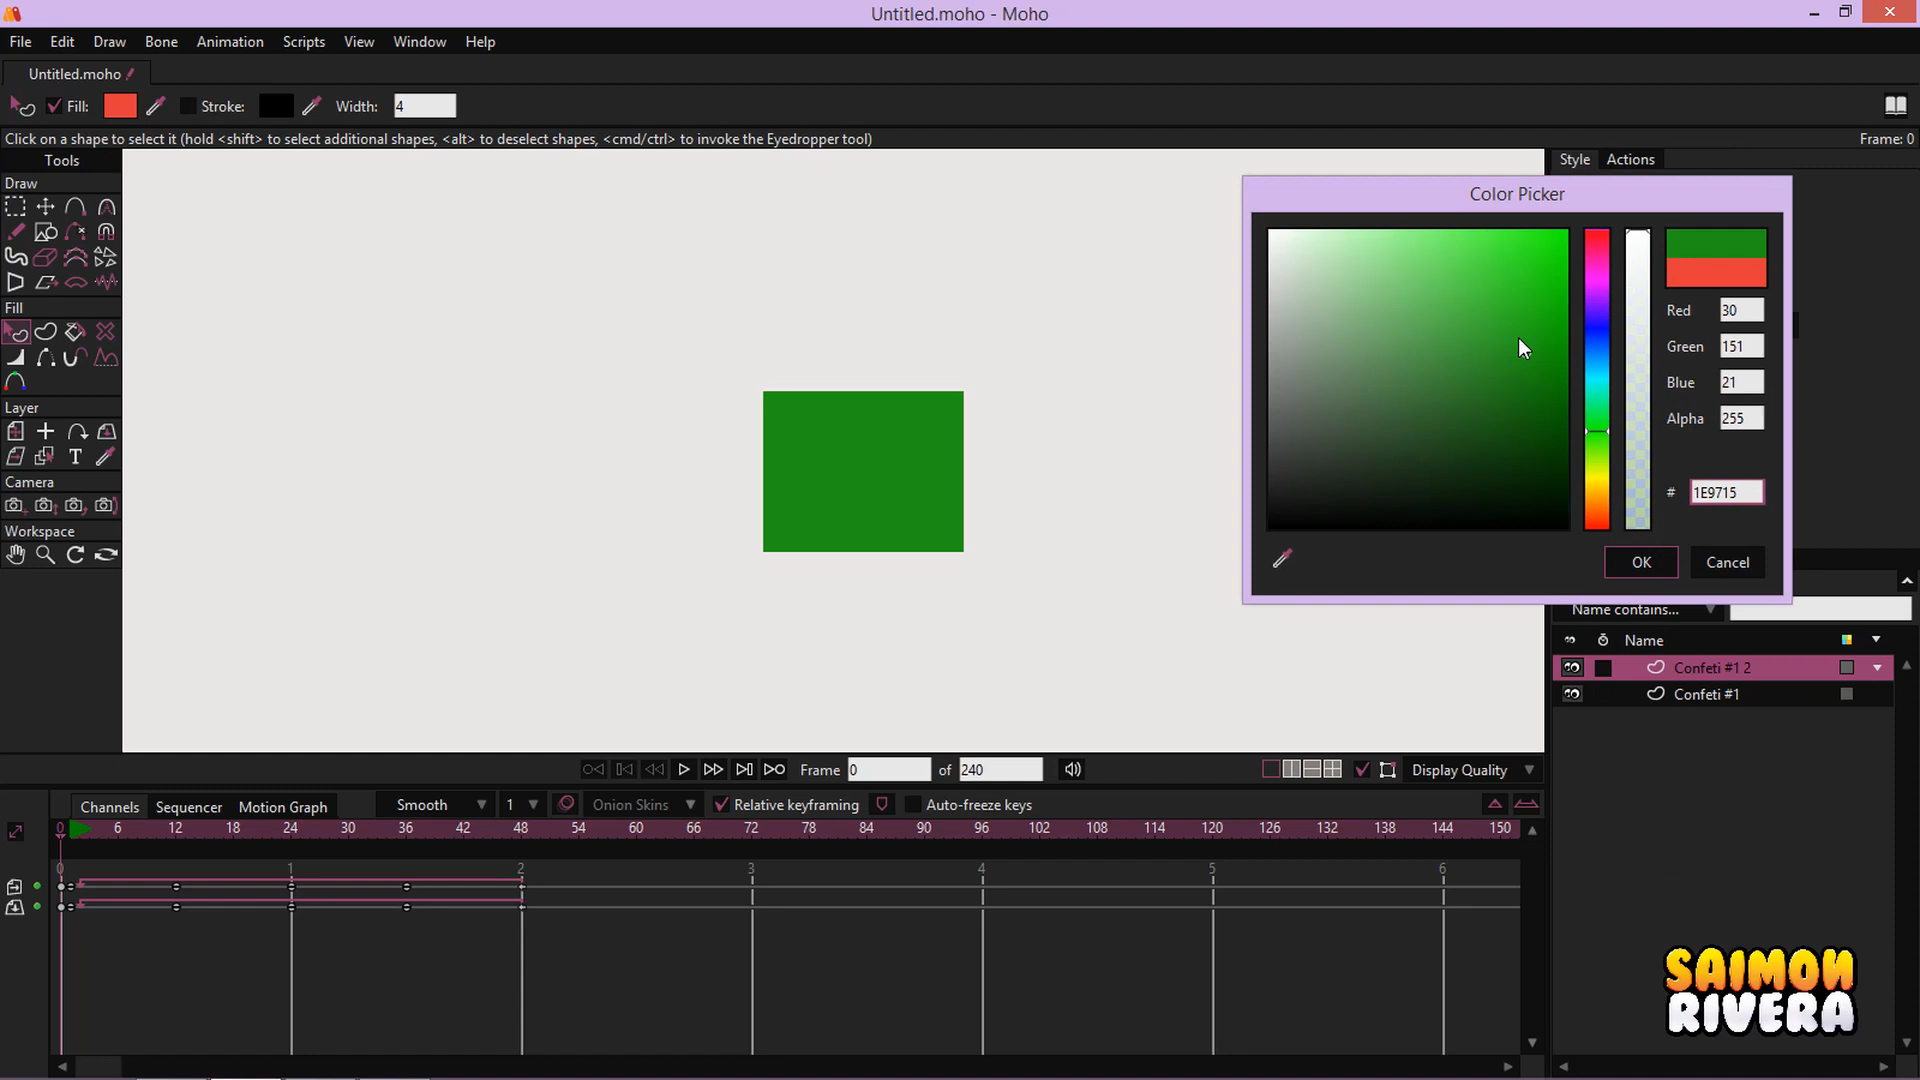 Untitled.moho - Moho
File Edit Draw Bone Animation Scripts View Window Help
Untitled.moho
Fill: Stroke: Width: 4
Click on a shape to select it (hold <shift> to select additional shapes, <alt> to deselect shapes, <cmd/ctrl> to invoke the Eyedropper tool) Frame: 0
Tools
Style Actions
Draw
Color Picker
Red 30
Fill
Green 151
Blue 21
Layer
Alpha 255
T
Camera
# 1E9715
Workspace
OK Cancel
Name contains...
Name
Confeti #1 2
Confeti #1
Frame 0 of 240 Display Quality
Channels Sequencer Motion Graph Smooth 1 Onion Skins Relative keyframing Auto-freeze keys
0 6 12 18 24 30 36 42 48 54 60 66 72 78 84 90 96 102 108 114 120 126 132 138 144 150
0 1 2 3 4 5 6
SAIMON
RIVERA